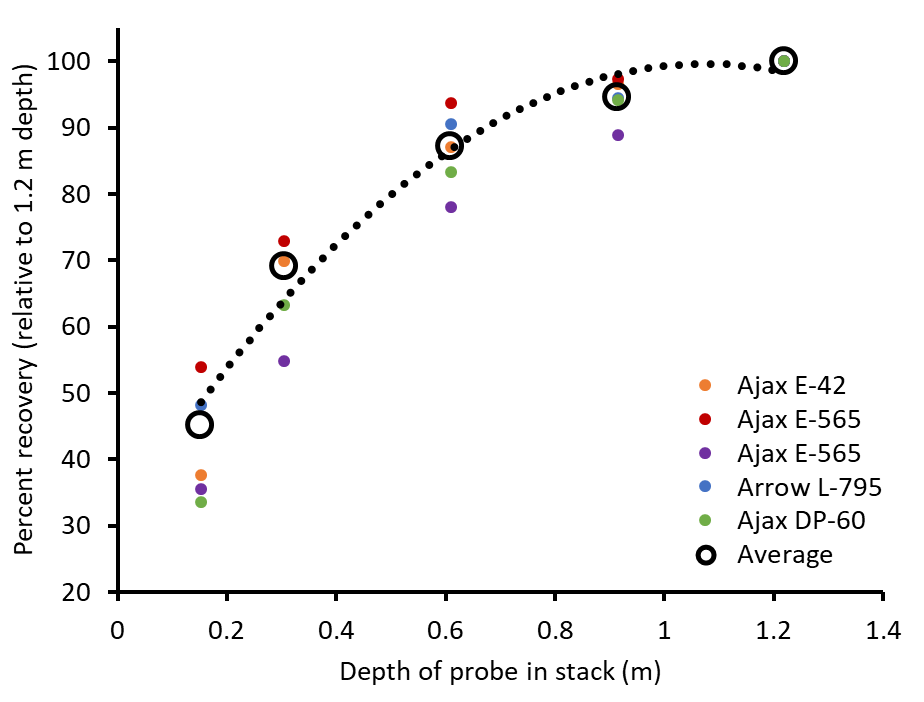 Percent recovery (relative to 1.2 m depth)
100
90
80
70
60
50
40
30
20
0
0.2
0.4
0.6
0.8
1
1.2
1.4
Depth of probe in stack (m)
Ajax E-42
Ajax E-565
Ajax E-565
Arrow L-795
Ajax DP-60
Average